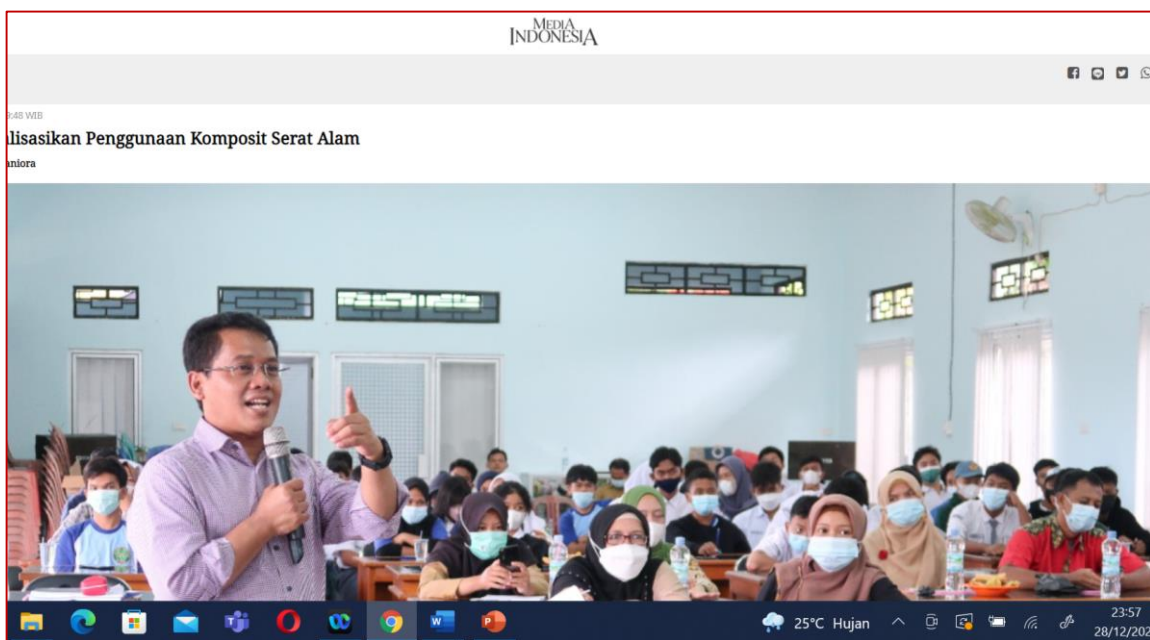 MEDIA
INDONESIA
:48 WIB
lisasikan Penggunaan Komposit Serat Alam
aniora
25°C Hujan
23:57
28/12/202